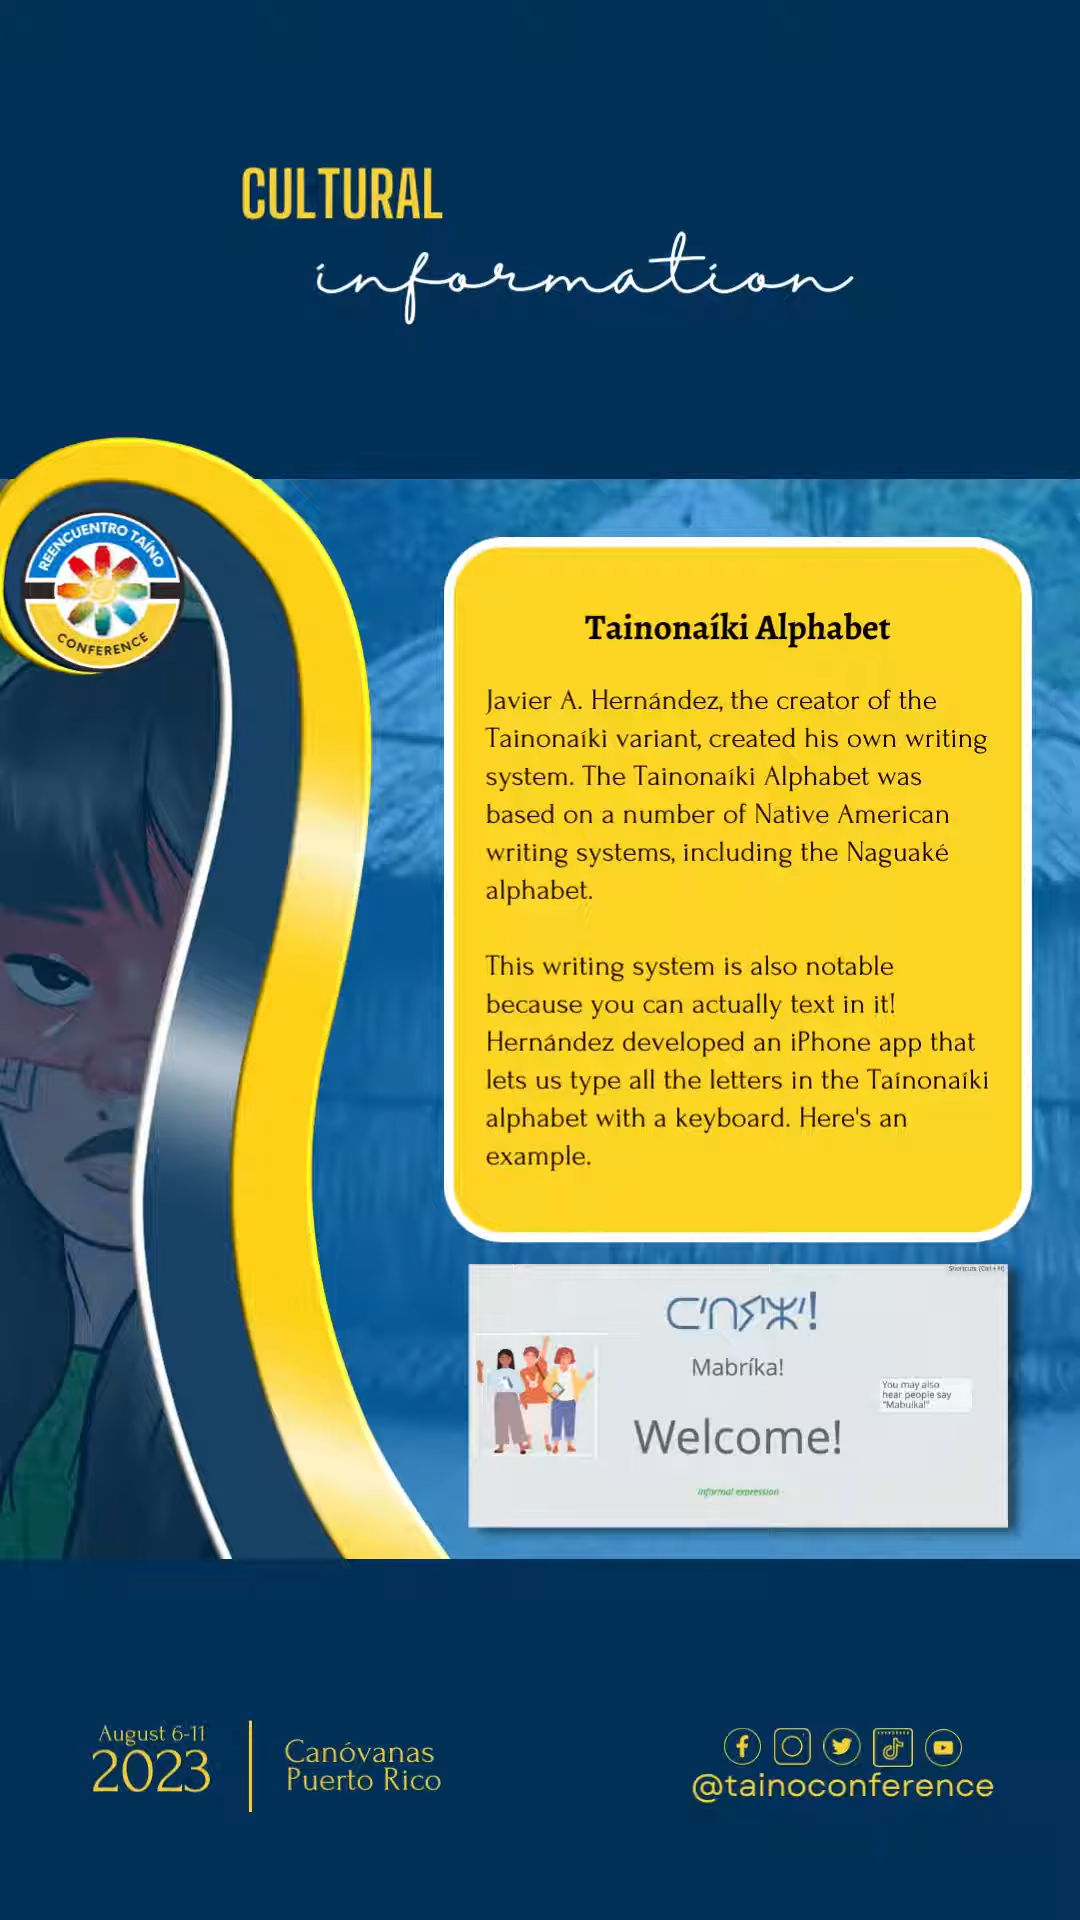 CULTURAL
information
REENCUENTRO TAÍNO
CONFERENCE
Tainonaíki Alphabet
Javier A. Hernández, the creator of the
Tainonaíki variant, created his own writing
system. The Tainonaíki Alphabet was
based on a number of Native American
writing systems, including the Naguaké
alphabet.
This writing system is also notable
because you can actually text in it!
Hernández developed an iPhone app that
lets us type all the letters in the Taínonaíki
alphabet with a keyboard. Here's an
example.
Shortcuts (Ctrl + H)
Mabríka!
You may also
hear people say
"Mabuika!"
Welcome!
informal expression
August 6-11
2023
Canóvanas
Puerto Rico
@tainoconference